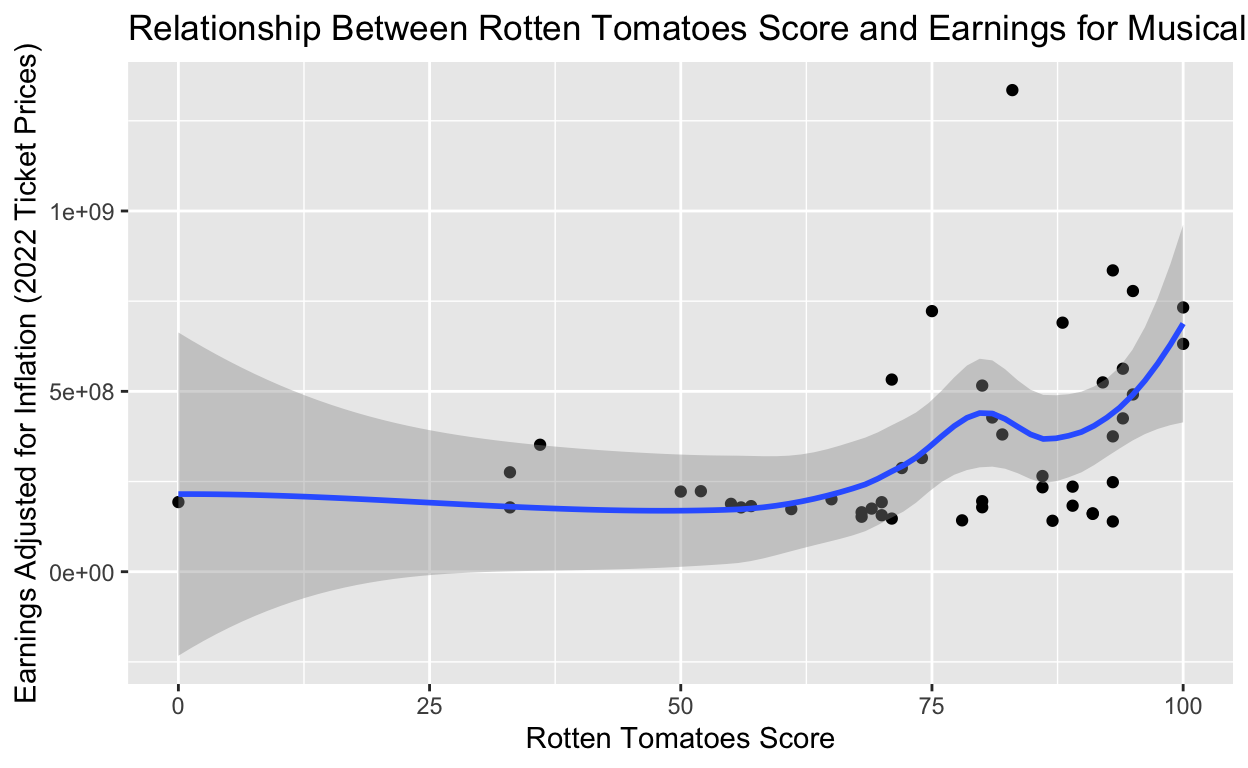 Relationship Between Rotten Tomatoes Score and Earnings for Musical
Earnings Adjusted for Inflation (2022 Ticket Prices)
1e+09
5e+08
0e+00
0 25 50 75 100
Rotten Tomatoes Score